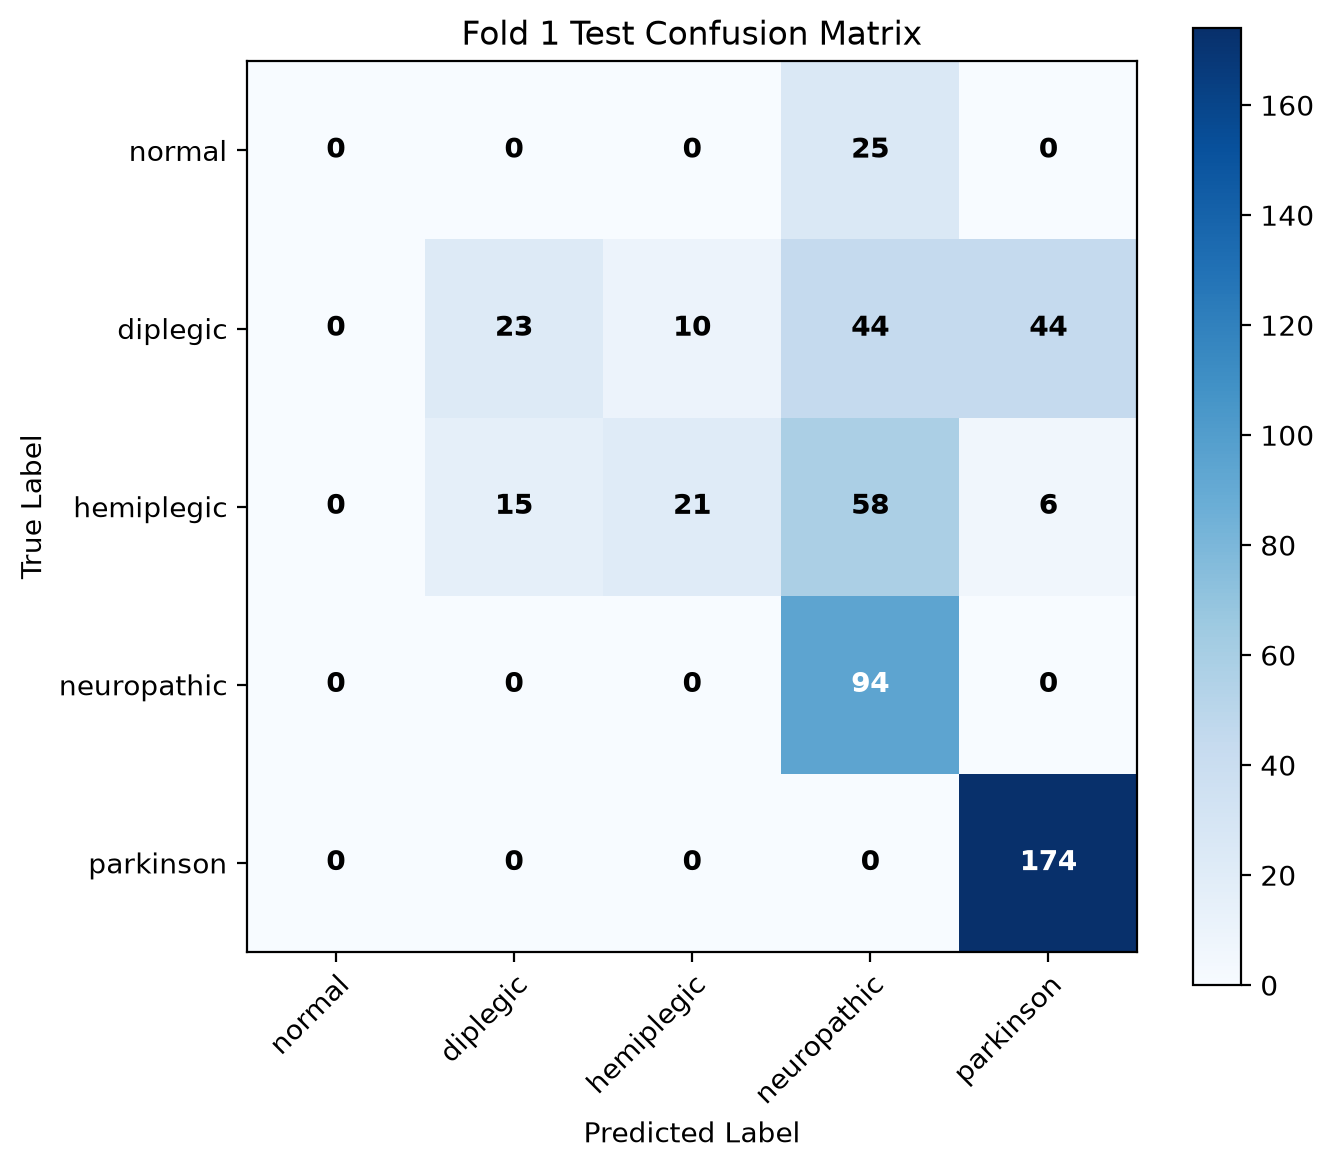 Fold 1 Test Confusion Matrix
True Label
normal 0 0 0 25 0
diplegic 0 23 10 44 44
hemiplegic 0 15 21 58 6
neuropathic 0 0 0 94 0
parkinson 0 0 0 0 174
normal diplegic hemiplegic neuropathic parkinson
Predicted Label
160
140
120
100
80
60
40
20
0